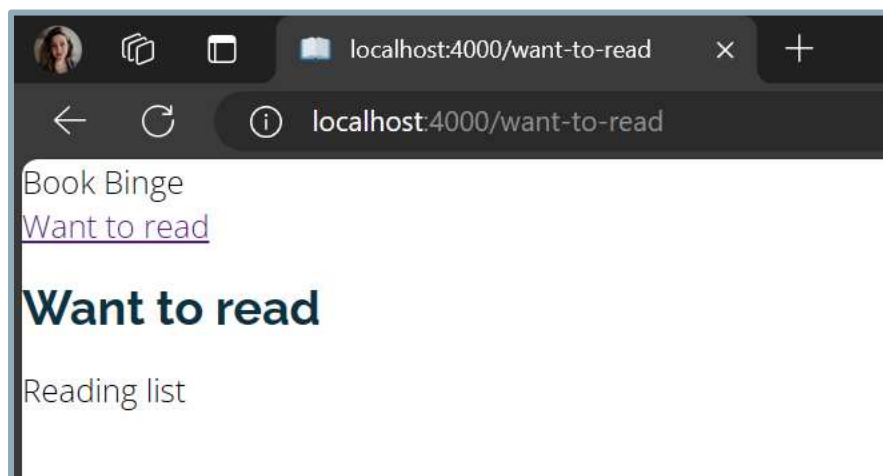 localhost:4000/want-to-read
localhost:4000/want-to-read
Book Binge
Want to read
Want to read
Reading list